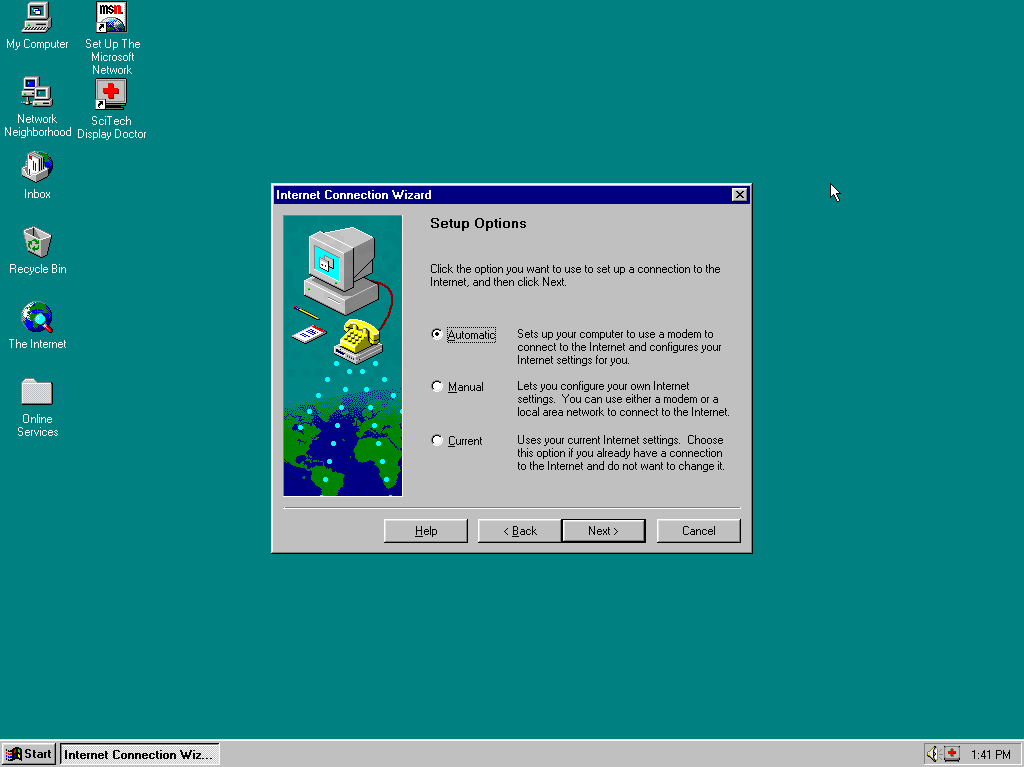 My Computer
msn.
Set Up The
Microsoft
Network
Network
Neighborhood
SciTech
Display Doctor
Inbox
Recycle Bin
The Internet
Online
Services
Internet Connection Wizard
Setup Options
Click the option you want to use to set up a connection to the
Internet, and then click Next.
Automatic
Sets up your computer to use a modem to
connect to the Internet and configures your
Internet settings for you.
Manual
Lets you configure your own Internet
settings.  You can use either a modem or a
local area network to connect to the Internet.
Current
Uses your current Internet settings.  Choose
this option if you already have a connection
to the Internet and do not want to change it.
Help
< Back
Next >
Cancel
Start
Internet Connection Wiz...
1:41 PM